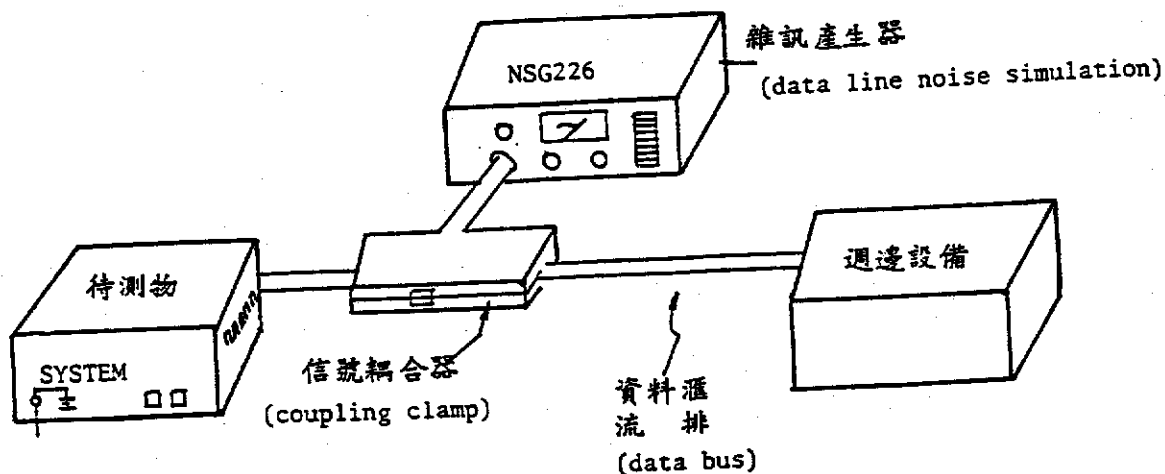 NSG226
雜訊產生器
(data line noise simulation)
待測物
SYSTEM
週邊設備
信號耦合器
(coupling clamp)
資料滙
流排
(data bus)